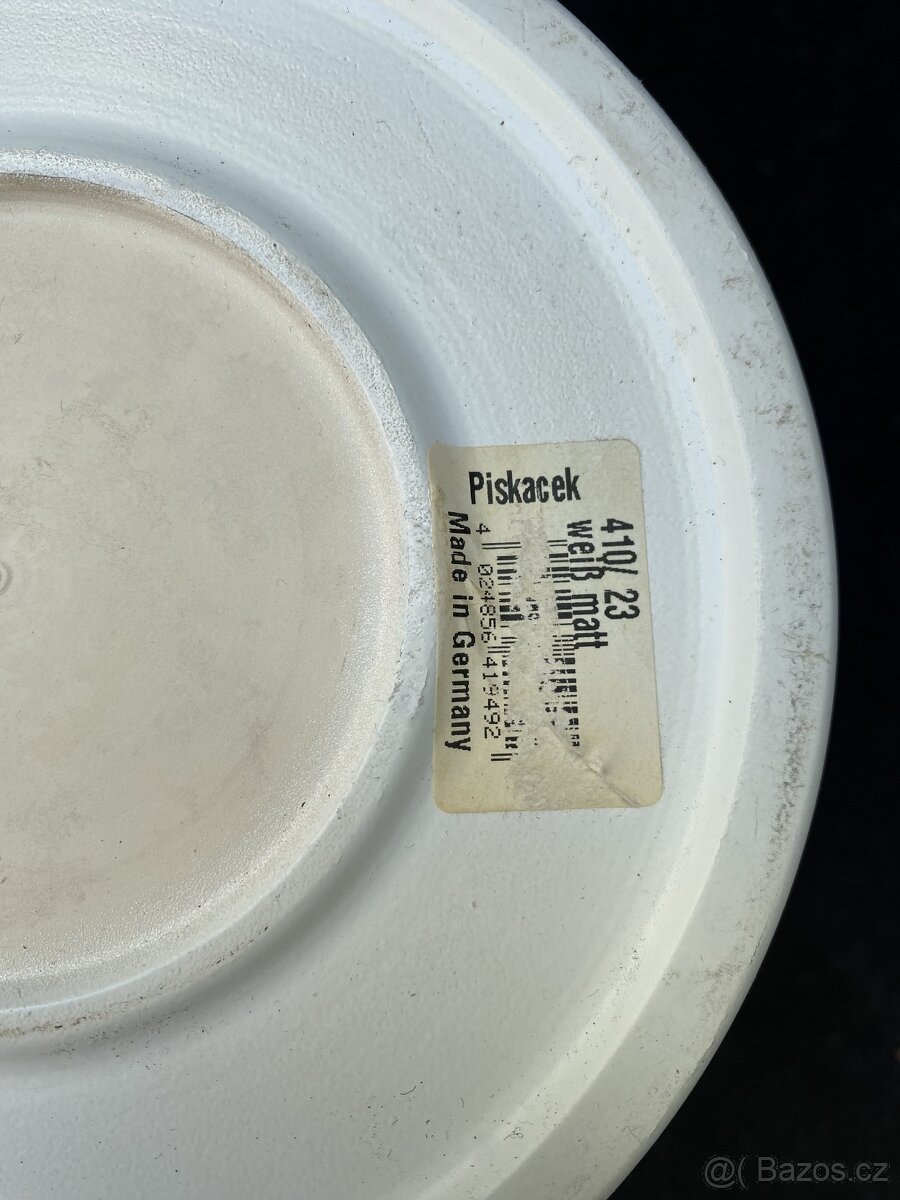 Piskacek
410/ 23
weiß matt
4 024856 419492
Made in Germany
@( Bazos.cz